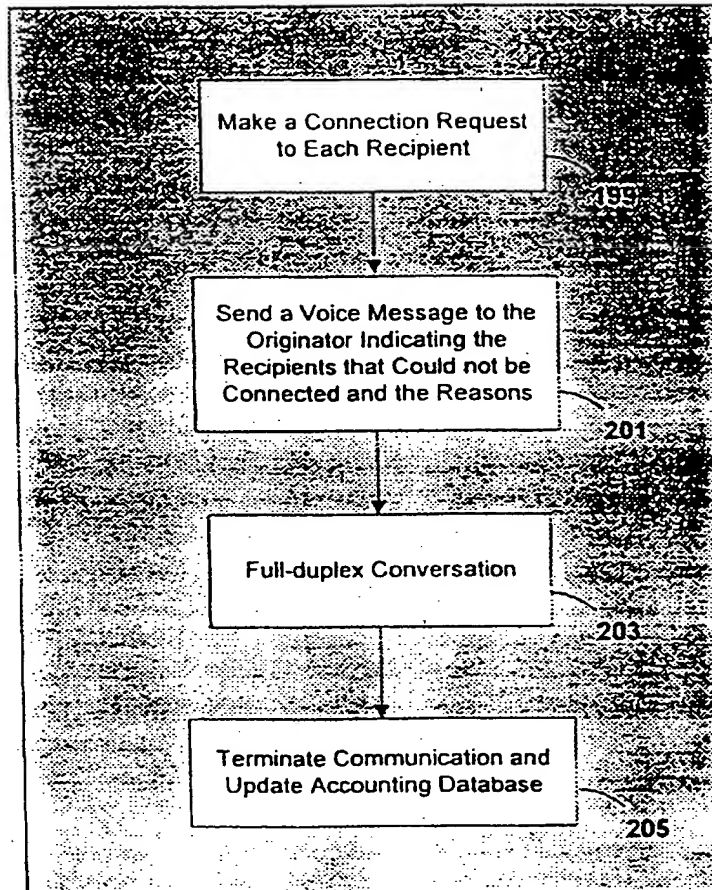 Make a Connection Request
to Each Recipient
199
Send a Voice Message to the
Originator Indicating the
Recipients that Could not be
Connected and the Reasons
201
Full-duplex Conversation
203
Terminate Communication and
Update Accounting Database
205